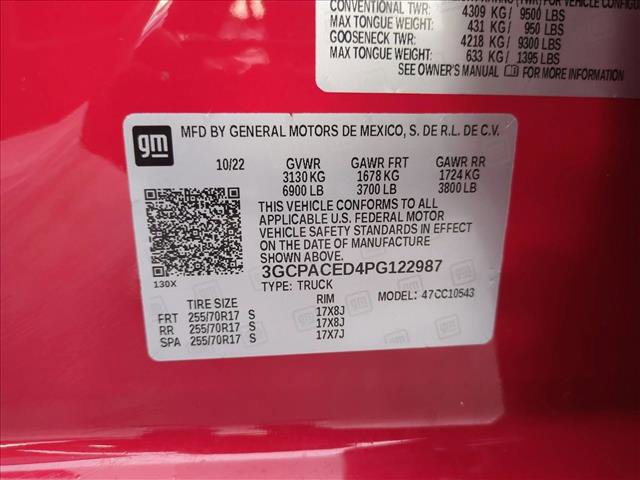 CONVENTIONAL TWR: 4309 KG / 9500 LBS
MAX TONGUE WEIGHT: 431 KG / 950 LBS
GOOSENECK TWR: 4218 KG / 9300 LBS
MAX TONGUE WEIGHT: 633 KG / 1395 LBS
SEE OWNER'S MANUAL FOR MORE INFORMATION
gm MFD BY GENERAL MOTORS DE MEXICO, S. DE R.L. DE C.V.
10/22 GVWR GAWR FRT GAWR RR
3130 KG 1678 KG 1724 KG
6900 LB 3700 LB 3800 LB
THIS VEHICLE CONFORMS TO ALL
APPLICABLE U.S. FEDERAL MOTOR
VEHICLE SAFETY STANDARDS IN EFFECT
ON THE DATE OF MANUFACTURE
SHOWN ABOVE.
3GCPACED4PG122987
130X TYPE: TRUCK
TIRE SIZE RIM MODEL: 47CC10543
FRT 255/70R17 S 17X8J
RR 255/70R17 S 17X8J
SPA 255/70R17 S 17X7J